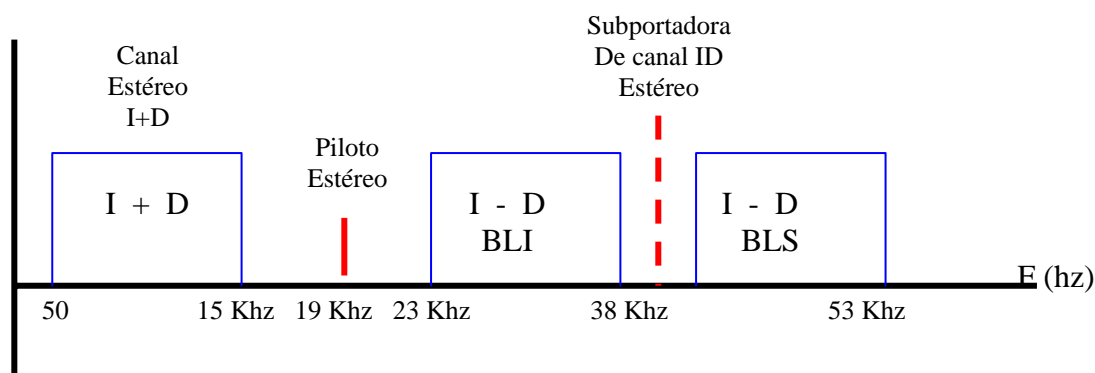 Canal
Estéreo
I+D
Piloto
Estéreo
Subportadora
De canal ID
Estéreo
I + D
I - D
BLI
I - D
BLS
F (hz)
50
15 Khz
19 Khz
23 Khz
38 Khz
53 Khz